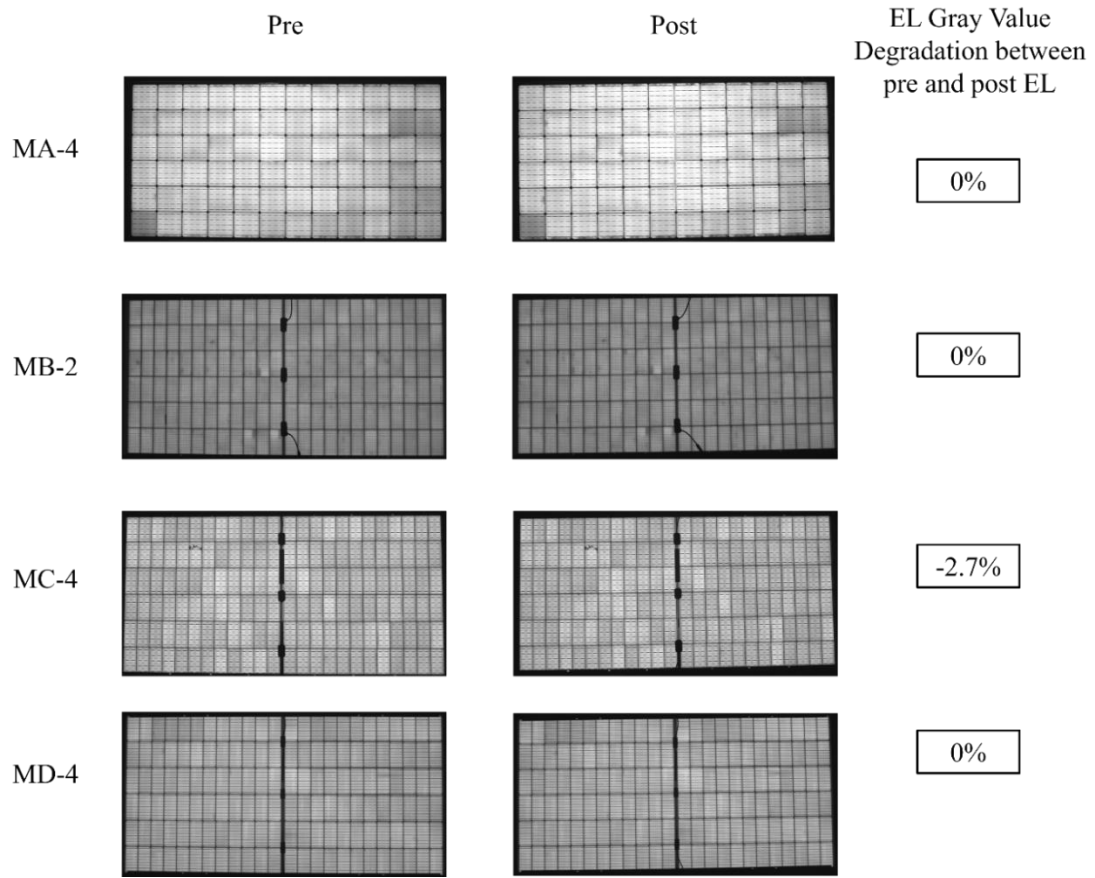 Pre
Post
EL Gray Value
Degradation between
pre and post EL
MA-4
0%
MB-2
0%
MC-4
-2.7%
MD-4
0%